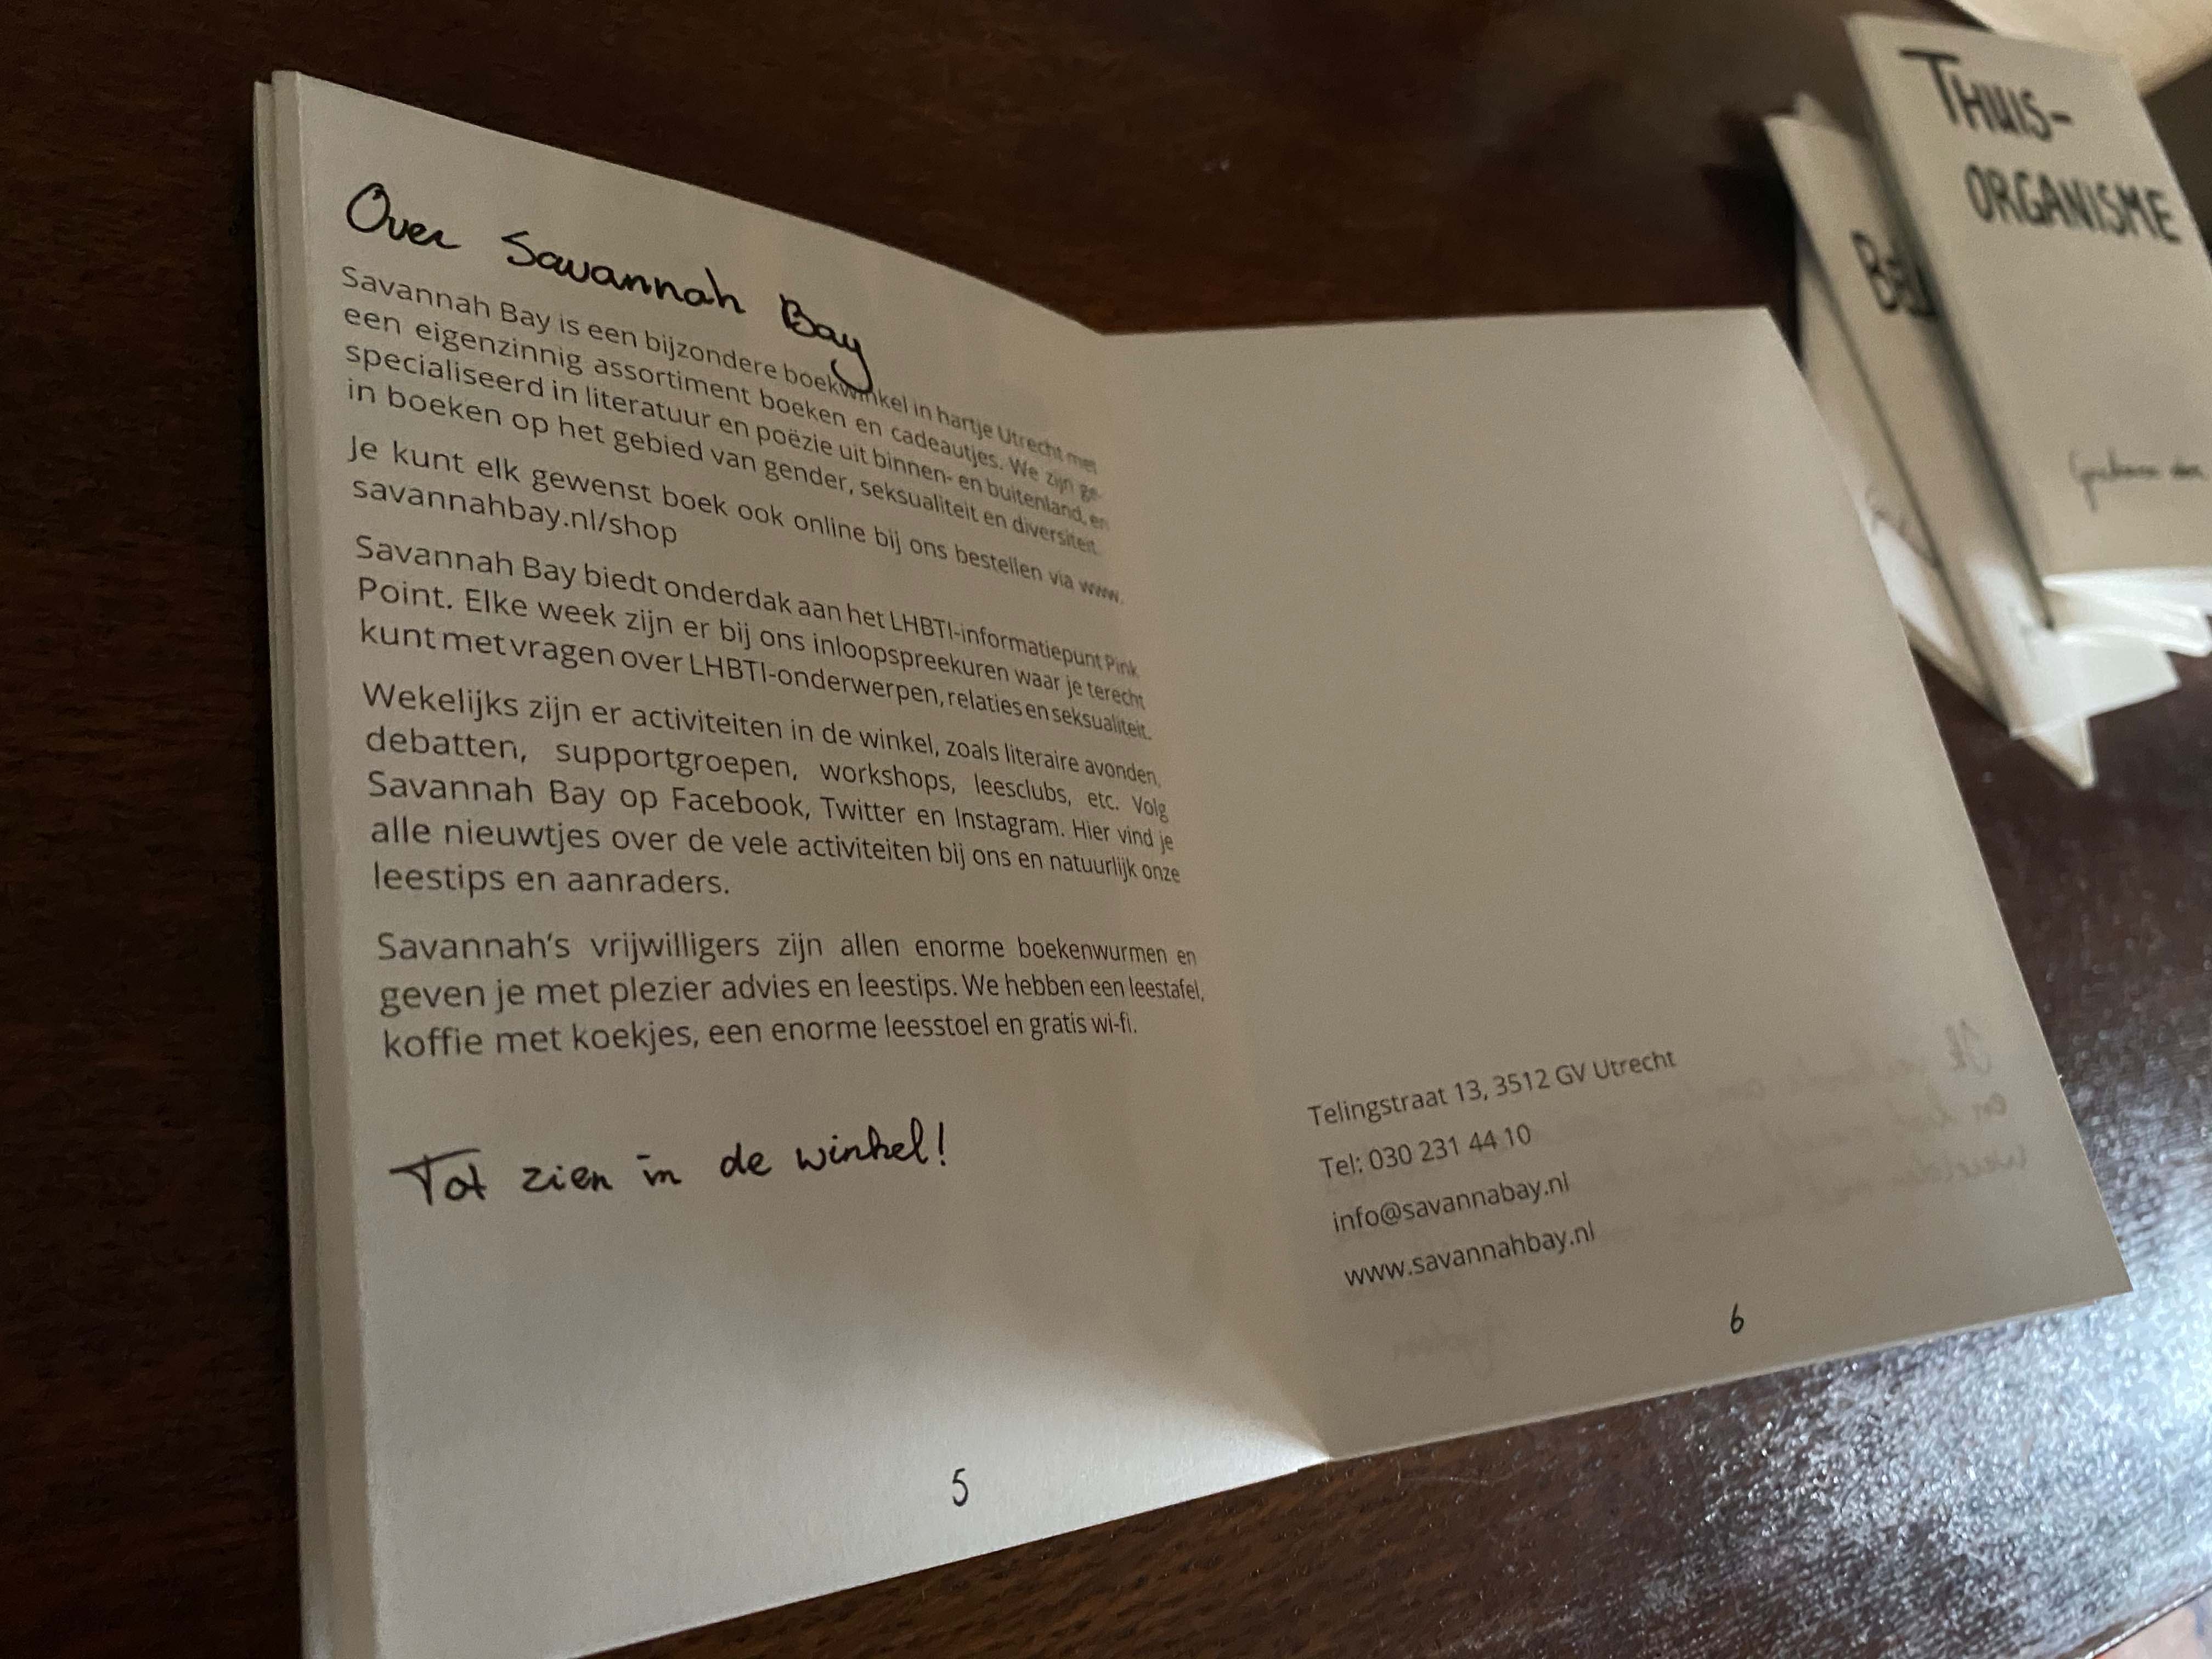 Over Savannah Bay
Savannah Bay is een bijzondere boekwinkel in hartje Utrecht met
een eigenzinnig assortiment boeken en cadeautjes. We zijn ge-
specialiseerd in literatuur en poëzie uit binnen- en buitenland, en
in boeken op het gebied van gender, seksualiteit en diversiteit.
Je kunt elk gewenst boek ook online bij ons bestellen via www.
savannahbay.nl/shop
Savannah Bay biedt onderdak aan het LHBTI-informatiepunt Pink
Point. Elke week zijn er bij ons inloopspreekuren waar je terecht
kunt met vragen over LHBTI-onderwerpen, relaties en seksualiteit.
Wekelijks zijn er activiteiten in de winkel, zoals literaire avonden,
debatten, supportgroepen, workshops, leesclubs, etc. Volg
Savannah Bay op Facebook, Twitter en Instagram. Hier vind je
alle nieuwtjes over de vele activiteiten bij ons en natuurlijk onze
leestips en aanraders.
Savannah's vrijwilligers zijn allen enorme boekenwurmen en
geven je met plezier advies en leestips. We hebben een leestafel,
koffie met koekjes, een enorme leesstoel en gratis wi-fi.
Tot zien in de winkel!
5
Telingstraat 13, 3512 GV Utrecht
Tel: 030 231 44 10
info@savannabay.nl
www.savannahbay.nl
6
THUIS-
ORGANISME